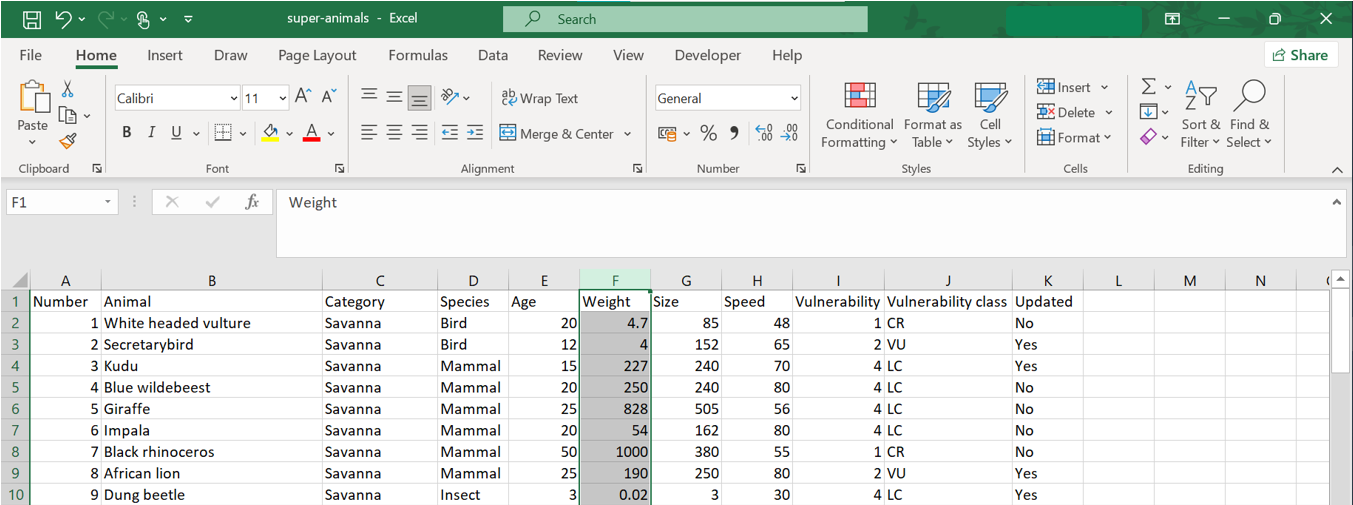 super-animals - Excel
Search
File Home Insert Draw Page Layout Formulas Data Review View Developer Help Share
Paste
Clipboard
Calibri 11
B I U
Font
ab Wrap Text
Merge & Center
Alignment
General
% 
Number
Conditional Formatting
Format as Table
Cell Styles
Styles
Insert
Delete
Format
Cells
Sort & Filter
Find & Select
Editing
F1 fx Weight
A B C D E F G H I J K L M N
1 Number Animal Category Species Age Weight Size Speed Vulnerability Vulnerability class Updated
2 1 White headed vulture Savanna Bird 20 4.7 85 48 1 CR No
3 2 Secretarybird Savanna Bird 12 4 152 65 2 VU Yes
4 3 Kudu Savanna Mammal 15 227 240 70 4 LC Yes
5 4 Blue wildebeest Savanna Mammal 20 250 240 80 4 LC No
6 5 Giraffe Savanna Mammal 25 828 505 56 4 LC No
7 6 Impala Savanna Mammal 20 54 162 80 4 LC No
8 7 Black rhinoceros Savanna Mammal 50 1000 380 55 1 CR No
9 8 African lion Savanna Mammal 25 190 250 80 2 VU Yes
10 9 Dung beetle Savanna Insect 3 0.02 3 30 4 LC Yes